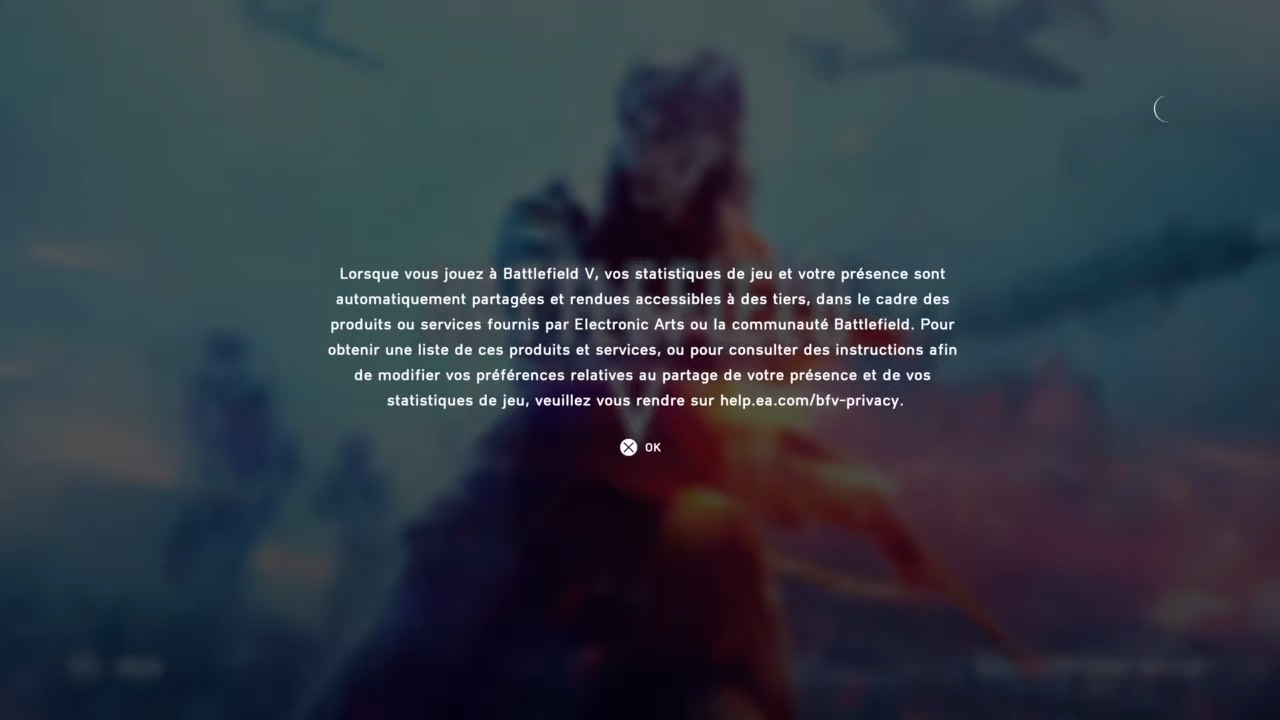 Lorsque vous jouez à Battlefield V, vos statistiques de jeu et votre présence sont
automatiquement partagées et rendues accessibles à des tiers, dans le cadre des
produits ou services fournis par Electronic Arts ou la communauté Battlefield. Pour
obtenir une liste de ces produits et services, ou pour consulter des instructions afin
de modifier vos préférences relatives au partage de votre présence et de vos
statistiques de jeu, veuillez vous rendre sur help.ea.com/bfv-privacy.
OK